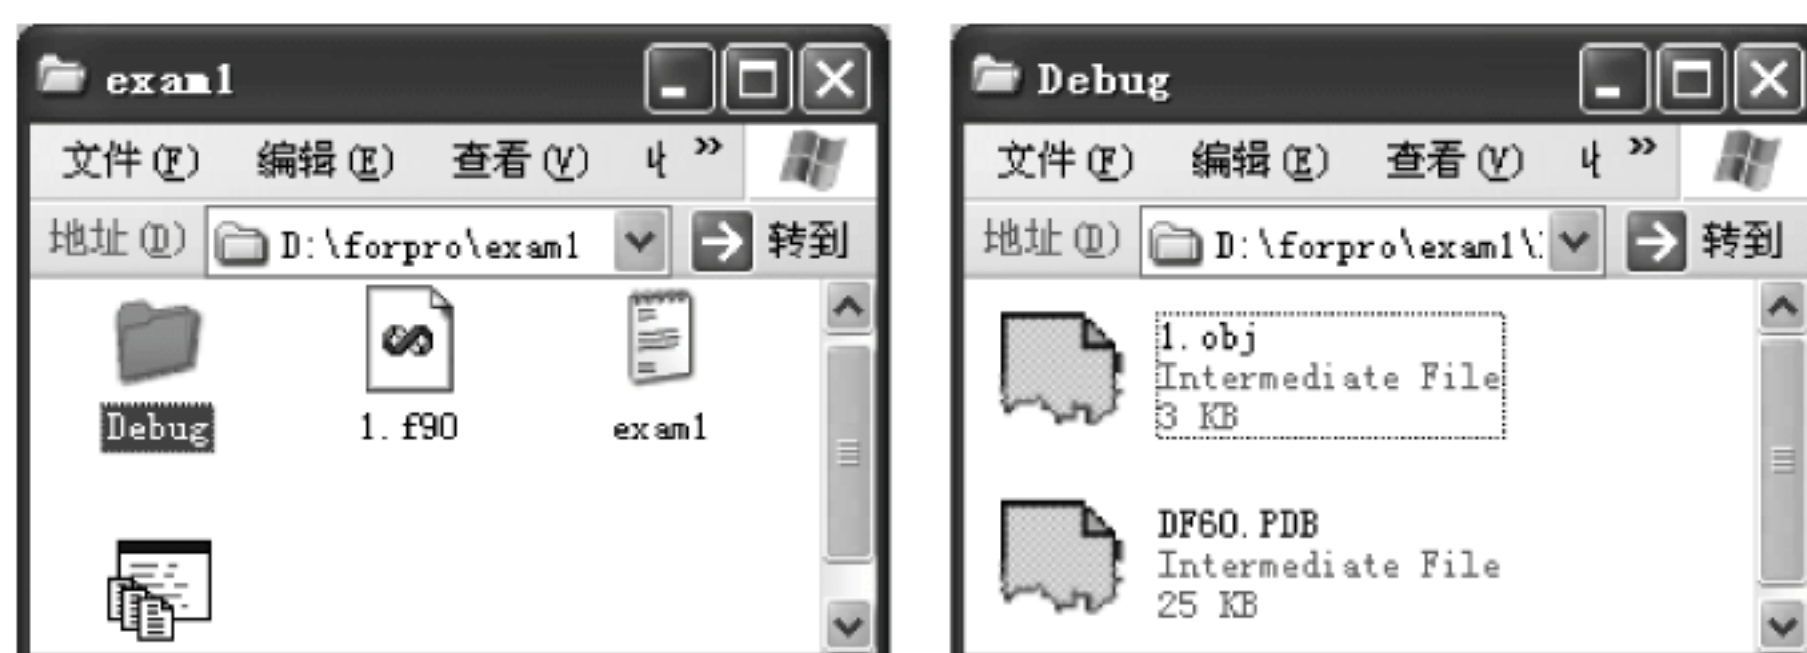 exam1
文件(F) 编辑(E) 查看(V) »
地址(D) D:\forpro\exam1 转到
Debug 1.f90 exam1
Debug
文件(F) 编辑(E) 查看(V) »
地址(D) D:\forpro\exam1\ 转到
1.obj
Intermediate File
3 KB
DF60.PDB
Intermediate File
25 KB